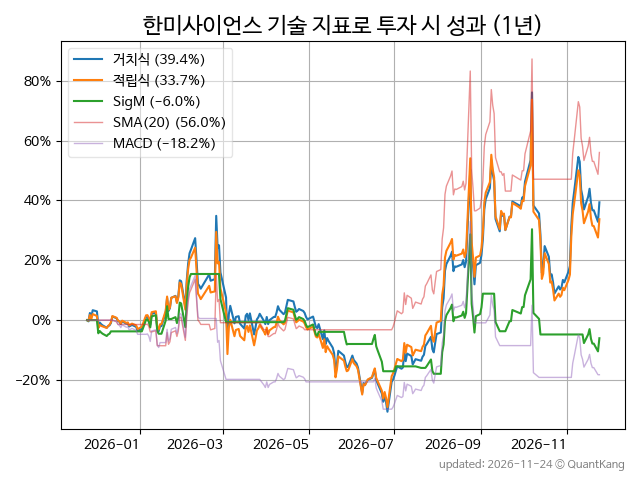 한미사이언스 기술 지표로 투자 시 성과 (1년)
거치식 (39.4%)
적립식 (33.7%)
SigM (−6.0%)
SMA(20) (56.0%)
MACD (−18.2%)
80%
60%
40%
20%
0%
−20%
2026-01
2026-03
2026-05
2026-07
2026-09
2026-11
updated: 2026-11-24 © QuantKang